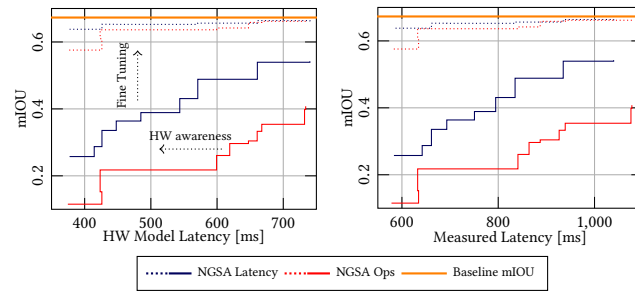 0.6
0.4
0.2
mIOU
Fine Tuning
HW awareness
400 500 600 700
HW Model Latency [ms]
0.6
0.4
0.2
mIOU
600 800 1,000
Measured Latency [ms]
NGSA Latency NGSA Ops Baseline mIOU